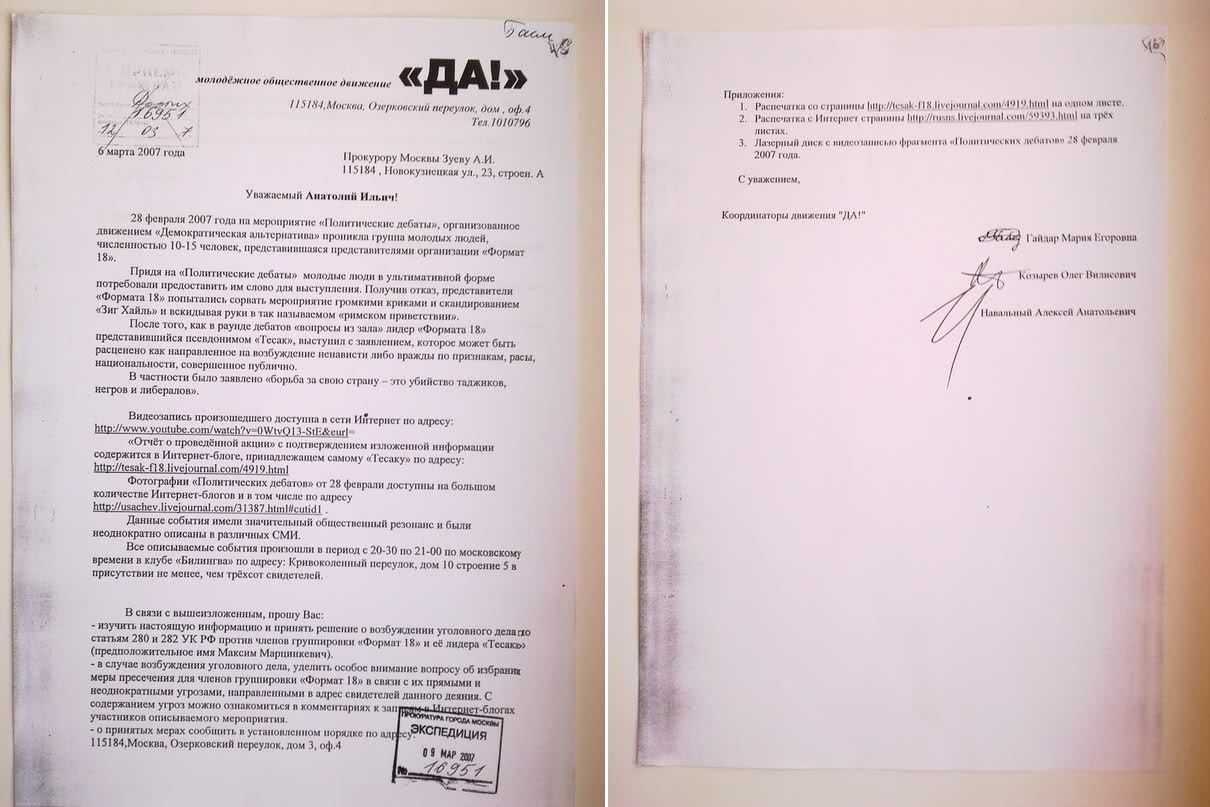 молодёжное общественное движение «ДА!»
115184,Москва, Озерковский переулок, дом , оф.4
Тел.1010796
16951
12 03 7
6 марта 2007 года
Прокурору Москвы Зуеву А.И.
115184 , Новокузнецкая ул., 23, строен. А
Уважаемый Анатолий Ильич!
28 февраля 2007 года на мероприятие «Политические дебаты», организованное
движением «Демократическая альтернатива» проникла группа молодых людей,
численностью 10-15 человек, представившаяся представителями организации «Формат
18».
Придя на «Политические дебаты» молодые люди в ультимативной форме
потребовали предоставить им слово для выступления. Получив отказ, представители
«Формата 18» попытались сорвать мероприятие громкими криками и скандированием
«Зиг Хайль» и вскидывая руки в так называемом «римском приветствии».
После того, как в раунде дебатов «вопросы из зала» лидер «Формата 18»
представившийся псевдонимом «Тесак», выступил с заявлением, которое может быть
расценено как направленное на возбуждение ненависти либо вражды по признакам, расы,
национальности, совершенное публично.
В частности было заявлено «борьба за свою страну – это убийство таджиков,
негров и либералов».
Видеозапись произошедшего доступна в сети Интернет по адресу:
http://www.youtube.com/watch?v=0WtvQ13-StE&eurl=
«Отчёт о проведённой акции» с подтверждением изложенной информации
содержится в Интернет-блоге, принадлежащем самому «Тесаку» по адресу:
http://tesak-f18.livejournal.com/4919.html
Фотографии «Политических дебатов» от 28 феврали доступны на большом
количестве Интернет-блогов и в том числе по адресу
http://usachev.livejournal.com/31387.html#cutid1 .
Данные события имели значительный общественный резонанс и были
неоднократно описаны в различных СМИ.
Все описываемые события произошли в период с 20-30 по 21-00 по московскому
времени в клубе «Билингва» по адресу: Кривоколенный переулок, дом 10 строение 5 в
присутствии не менее, чем трёхсот свидетелей.
В связи с вышеизложенным, прошу Вас:
- изучить настоящую информацию и принять решение о возбуждении уголовного дела по
статьям 280 и 282 УК РФ против членов группировки «Формат 18» и её лидера «Тесака»
(предположительное имя Максим Марцинкевич).
- в случае возбуждения уголовного дела, уделить особое внимание вопросу об избрании
меры пресечения для членов группировки «Формат 18» в связи с их прямыми и
неоднократными угрозами, направленными в адрес свидетелей данного деяния. С
содержанием угроз можно ознакомиться в комментариях к записям в Интернет-блогах
участников описываемого мероприятия.
- о принятых мерах сообщить в установленном порядке по адресу:
115184,Москва, Озерковский переулок, дом 3, оф.4
ПРОКУРАТУРА ГОРОДА МОСКВЫ
ЭКСПЕДИЦИЯ
09 МАР 2007
№ 16951
Приложения:
1. Распечатка со страницы http://tesak-f18.livejournal.com/4919.html на одном листе.
2. Распечатка с Интернет страницы http://rusns.livejournal.com/59393.html на трёх
листах.
3. Лазерный диск с видеозаписью фрагмента «Политических дебатов» 28 февраля
2007 года.
С уважением,
Координаторы движения "ДА!"
Гайдар Мария Егоровна
Козырев Олег Вилисович
Навальный Алексей Анатольевич